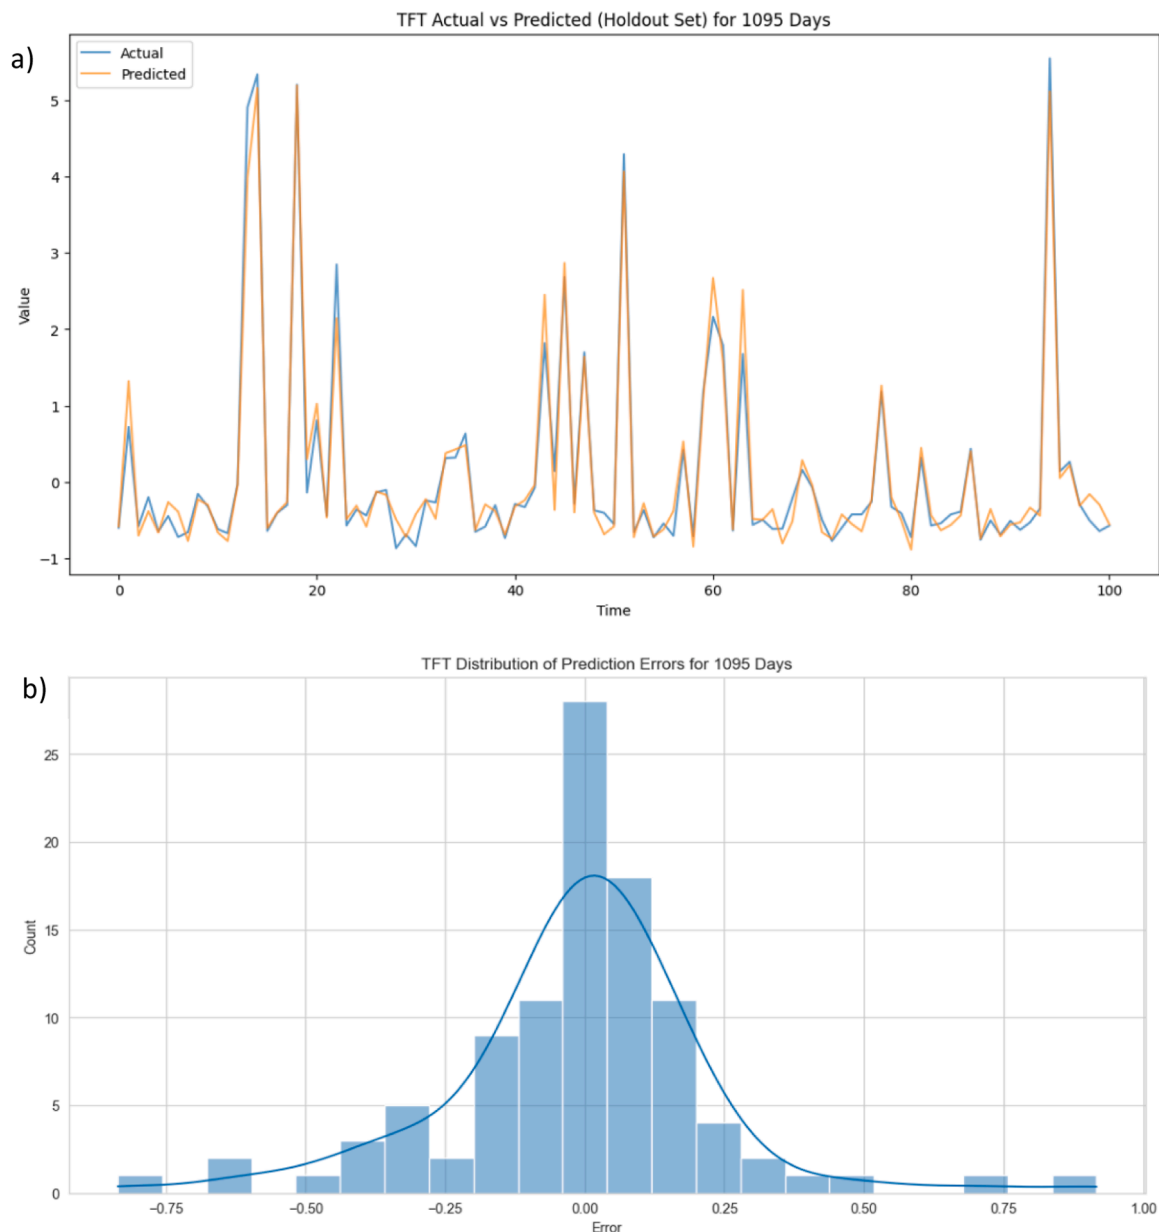 TFT Actual vs Predicted (Holdout Set) for 1095 Days
a)
Actual
Predicted
5
4
3
2
1
0
−1
Value
0 20 40 60 80 100
Time
TFT Distribution of Prediction Errors for 1095 Days
b)
25
20
15
10
5
0
Count
−0.75 −0.50 −0.25 0.00 0.25 0.50 0.75 1.00
Error